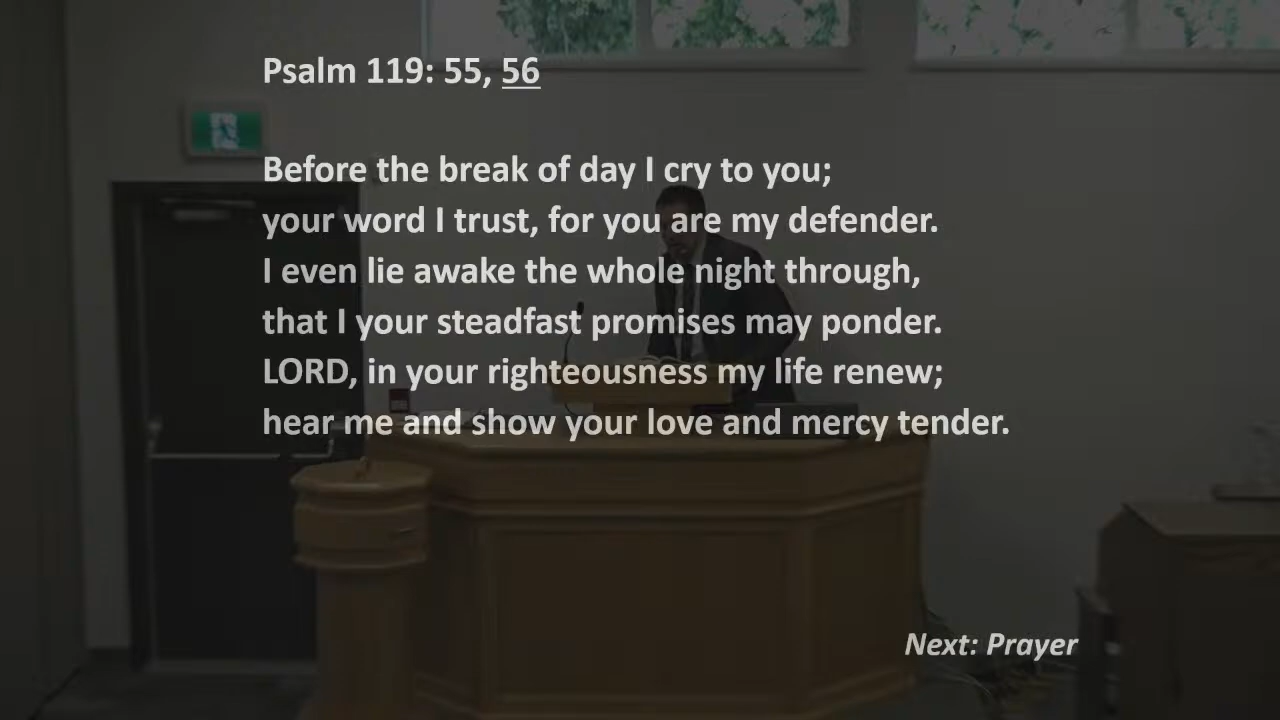 Psalm 119: 55, 56
Before the break of day I cry to you;
your word I trust, for you are my defender.
I even lie awake the whole night through,
that I your steadfast promises may ponder.
LORD, in your righteousness my life renew;
hear me and show your love and mercy tender.
Next: Prayer